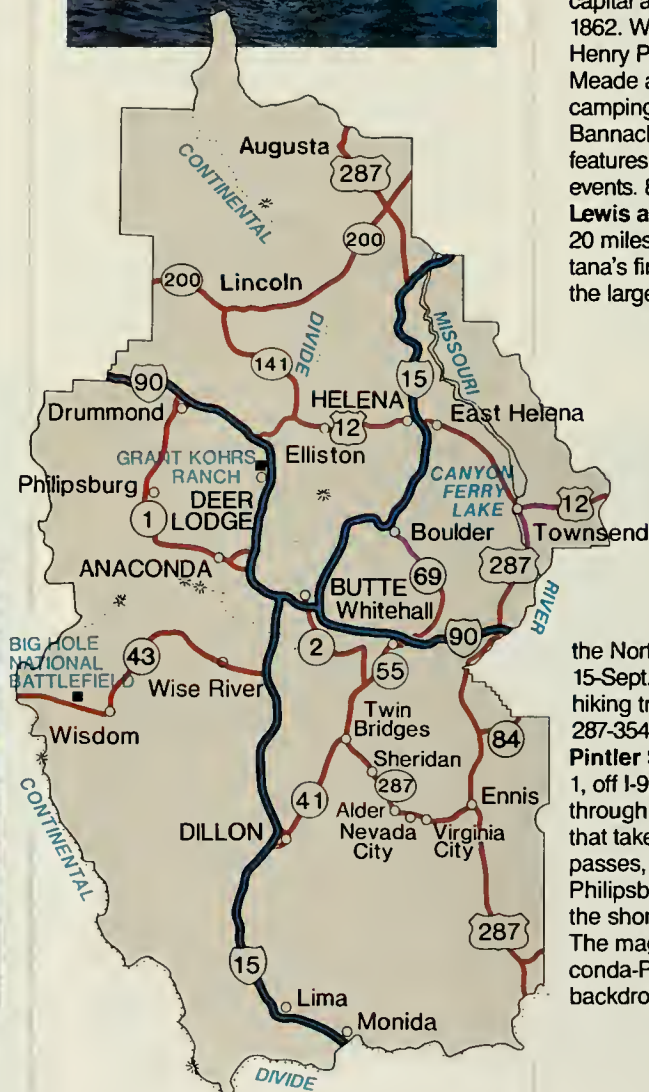 capital a
1862. W
Henry P
Meade a
camping
Bannack
features
events. 8
Lewis a
20 miles
tana's fir
the large
Augusta
287
CONTINENTAL
200
200
Lincoln
DIVIDE
MISSOURI
141
15
90
HELENA
East Helena
Drummond
12
GRANT KOHRS
RANCH
Elliston
CANYON
FERRY
LAKE
Philipsburg
DEER
LODGE
12
1
Boulder
Townsend
ANACONDA
69
287
BUTTE
Whitehall
RIVER
90
2
55
BIG HOLE
NATIONAL
BATTLEFIELD
43
Wise River
Wisdom
Twin
Bridges
84
Sheridan
287
CONTINENTAL
41
Alder
Ennis
DILLON
Nevada
City
Virginia
City
287
15
Lima
Monida
DIVIDE
the Nort
15-Sept.
hiking tr
287-354
Pintler S
1, off I-9
through
that take
passes,
Philipsb
the shor
The mag
conda-P
backdro